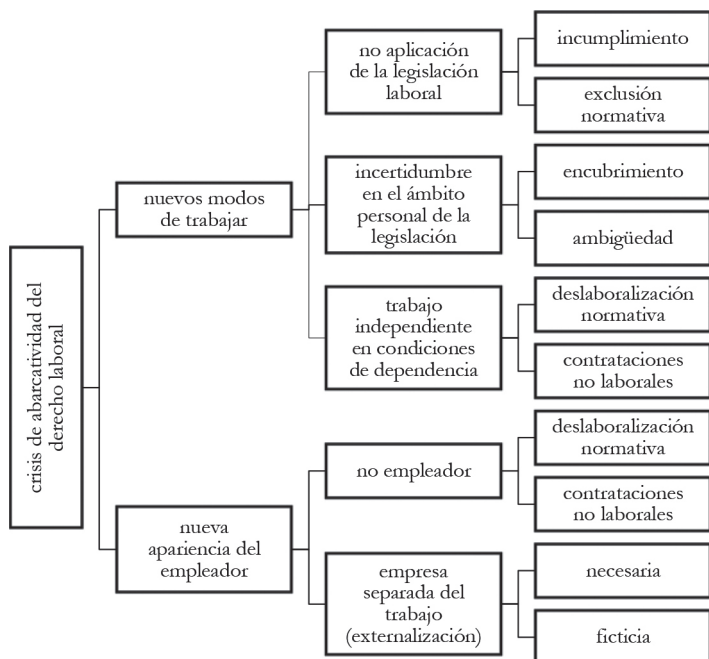 crisis de abarcatividad del
derecho laboral
nuevos modos
de trabajar
no aplicación
de la legislación
laboral
incumplimiento
exclusión
normativa
incertidumbre
en el ámbito
personal de la
legislación
encubrimiento
ambigüedad
trabajo
independiente
en condiciones
de dependencia
deslaboralización
normativa
contrataciones
no laborales
nueva
apariencia del
empleador
no empleador
deslaboralización
normativa
contrataciones
no laborales
empresa
separada del
trabajo
(externalización)
necesaria
ficticia